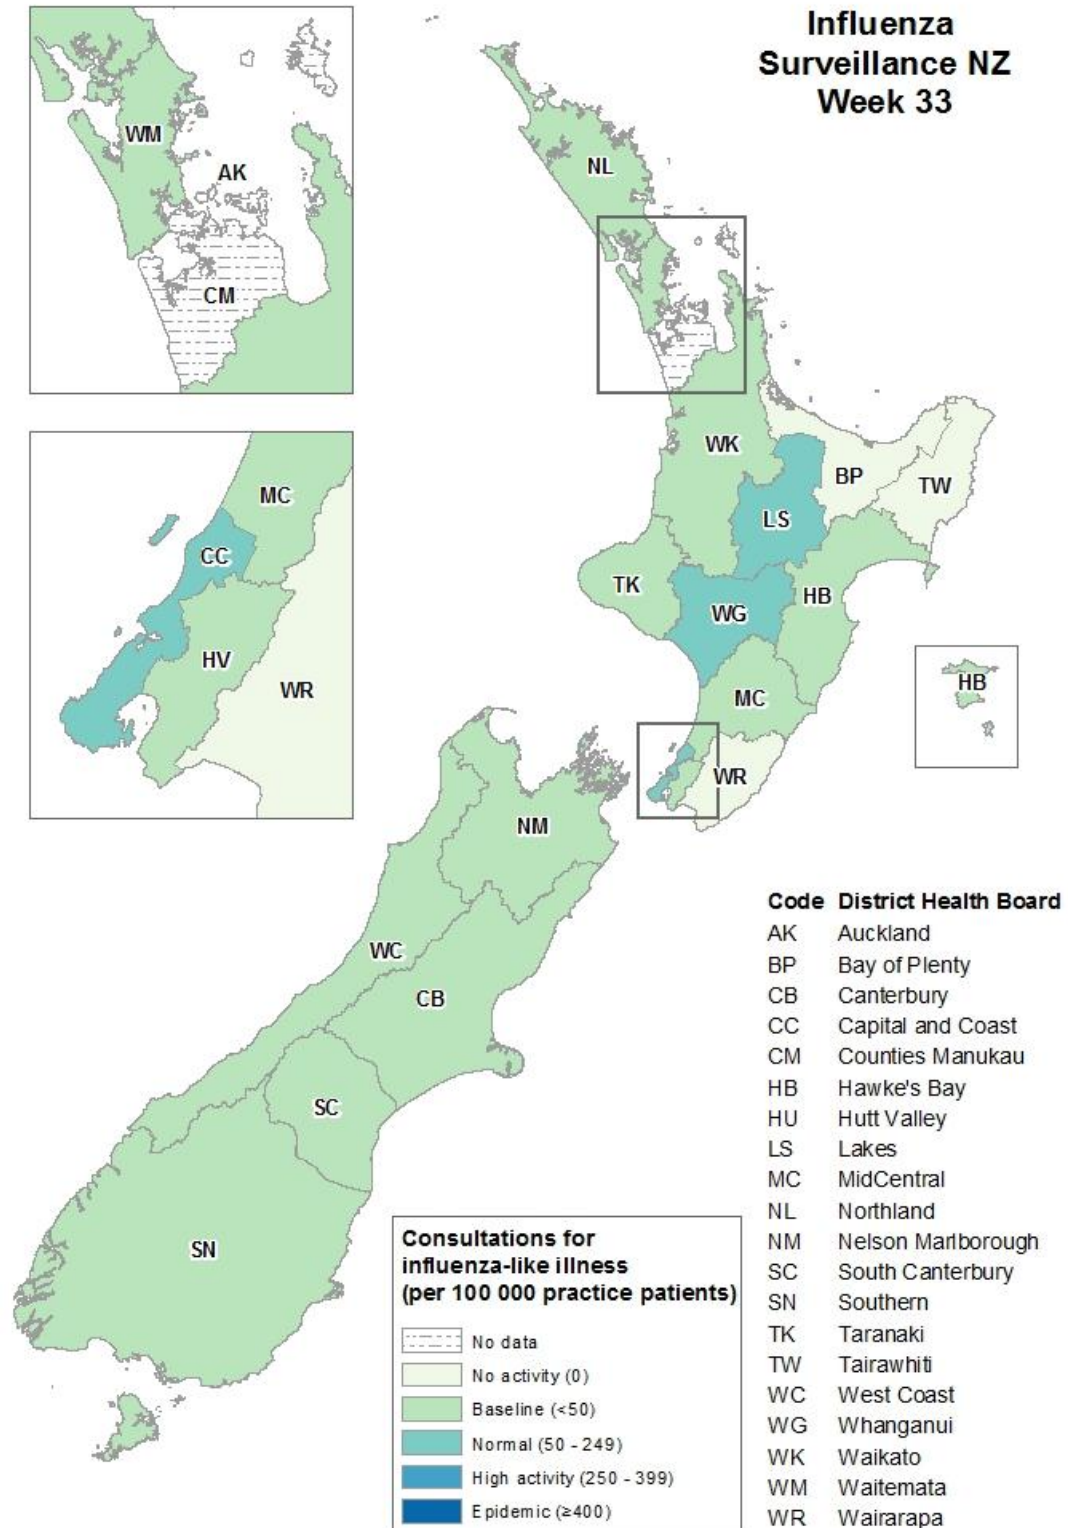 Influenza
Surveillance NZ
Week 33
WM
AK
CM
NL
WK
BP
TW
LS
TK
WG
HB
MC
WR
MC
CC
HV
WR
HB
NM
WC
CB
SC
SN
Code District Health Board
AK Auckland
BP Bay of Plenty
CB Canterbury
CC Capital and Coast
CM Counties Manukau
HB Hawke's Bay
HU Hutt Valley
LS Lakes
MC MidCentral
NL Northland
NM Nelson Marlborough
SC South Canterbury
SN Southern
TK Taranaki
TW Tairawhiti
WC West Coast
WG Whanganui
WK Waikato
WM Waitemata
WR Wairarapa
Consultations for
influenza-like illness
(per 100 000 practice patients)
No data
No activity (0)
Baseline (<50)
Normal (50 - 249)
High activity (250 - 399)
Epidemic (≥400)